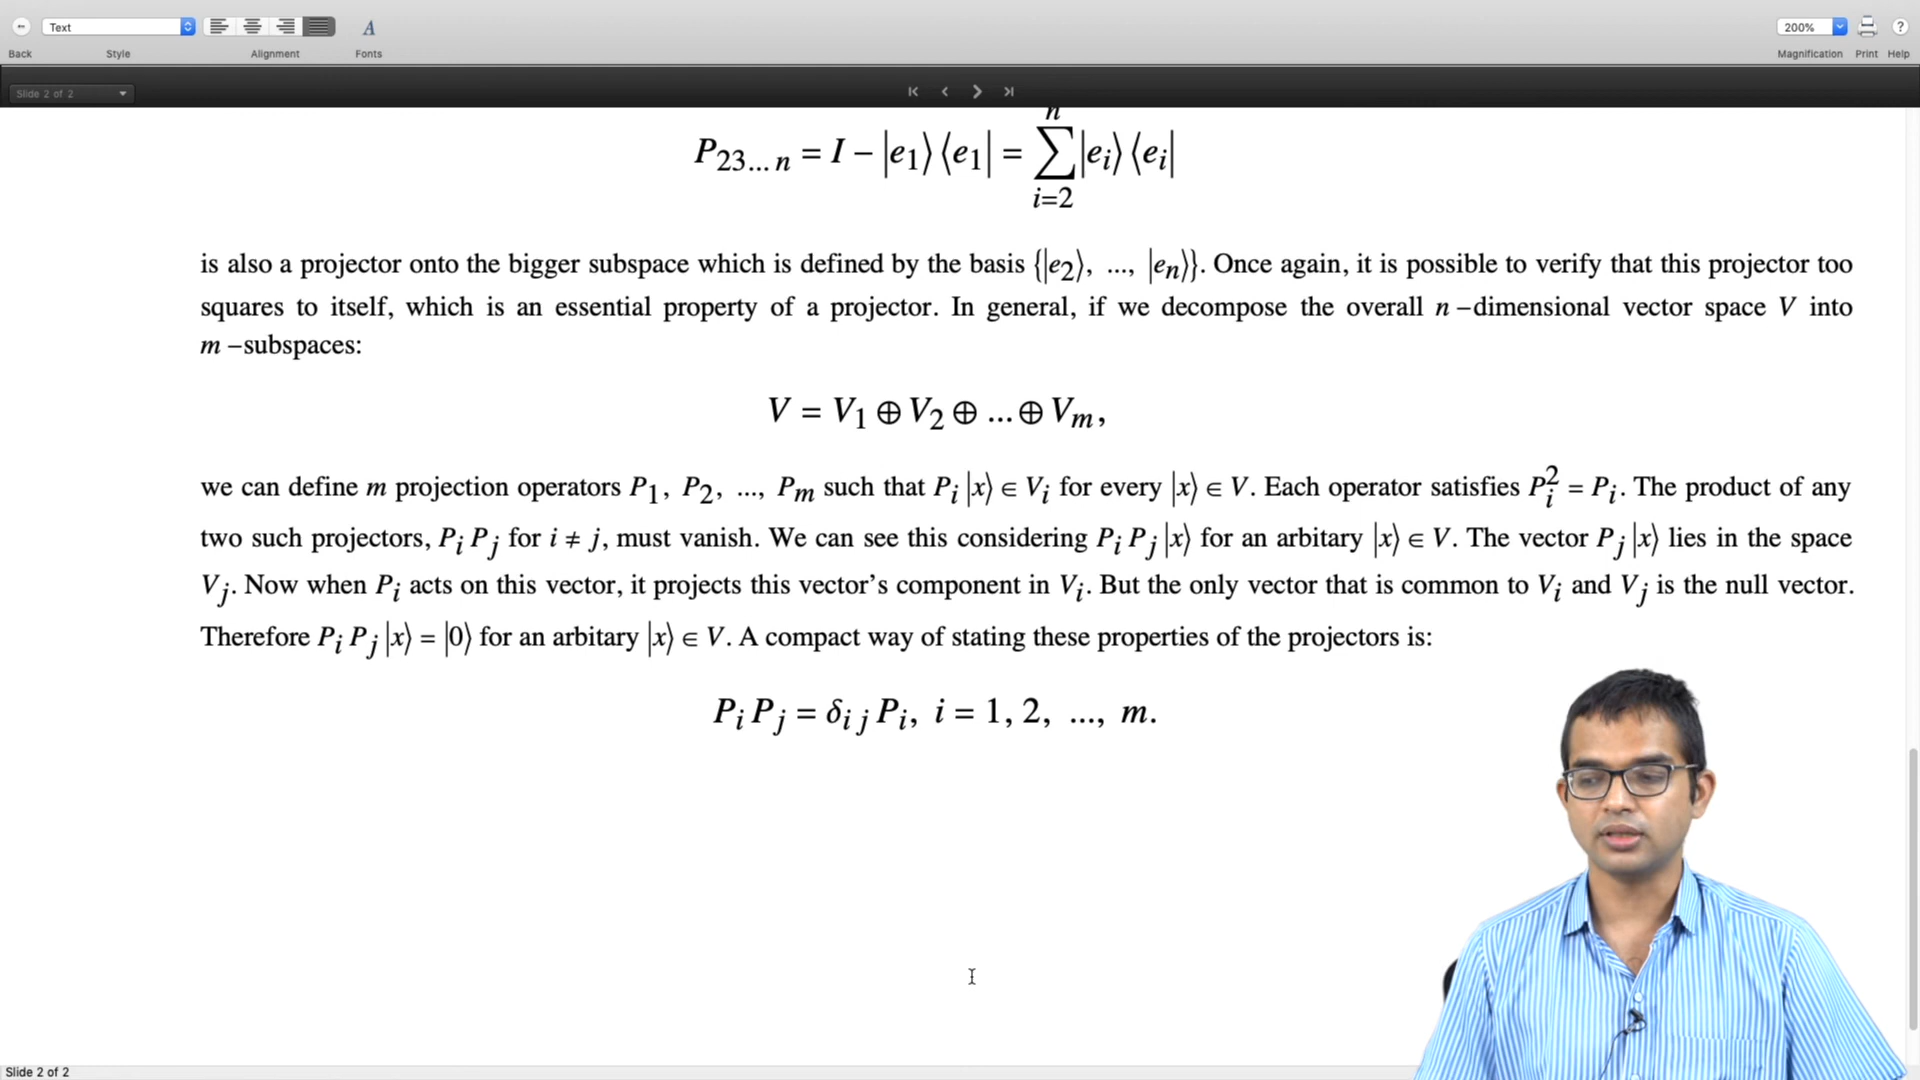 Text
200%
Back
Style
Alignment
Fonts
Magnification
Print
Help
Slide 2 of 2
P₂₃...ₙ = I − |e₁⟩⟨e₁| = ∑ⁿᵢ₌₂ |eᵢ⟩⟨eᵢ|
is also a projector onto the bigger subspace which is defined by the basis {|e₂⟩, ..., |eₙ⟩}. Once again, it is possible to verify that this projector too
squares to itself, which is an essential property of a projector. In general, if we decompose the overall n –dimensional vector space V into
m –subspaces:
V = V₁ ⊕ V₂ ⊕ ... ⊕ Vₘ,
we can define m projection operators P₁, P₂, ..., Pₘ such that Pᵢ |x⟩ ∈ Vᵢ for every |x⟩ ∈ V. Each operator satisfies Pᵢ² = Pᵢ. The product of any
two such projectors, Pᵢ Pⱼ for i ≠ j, must vanish. We can see this considering Pᵢ Pⱼ |x⟩ for an arbitary |x⟩ ∈ V. The vector Pⱼ |x⟩ lies in the space
Vⱼ. Now when Pᵢ acts on this vector, it projects this vector's component in Vᵢ. But the only vector that is common to Vᵢ and Vⱼ is the null vector.
Therefore Pᵢ Pⱼ |x⟩ = |0⟩ for an arbitary |x⟩ ∈ V. A compact way of stating these properties of the projectors is:
Pᵢ Pⱼ = δᵢⱼ Pᵢ, i = 1, 2, ..., m.
Slide 2 of 2